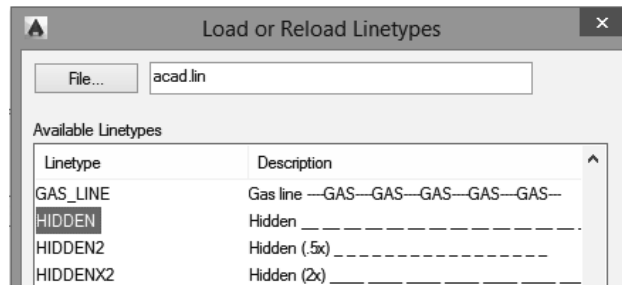 Load or Reload Linetypes
File... acad.lin
Available Linetypes
Linetype Description
GAS_LINE Gas line ----GAS----GAS----GAS----GAS----GAS---
HIDDEN Hidden __ __ __ __ __ __ __ __ __ __ __ __ .
HIDDEN2 Hidden (.5x) _ _ _ _ _ _ _ _ _ _ _ _ _ _ _ _ _
HIDDENX2 Hidden (2x) ____ ____ ____ ____ ____ ____ ___